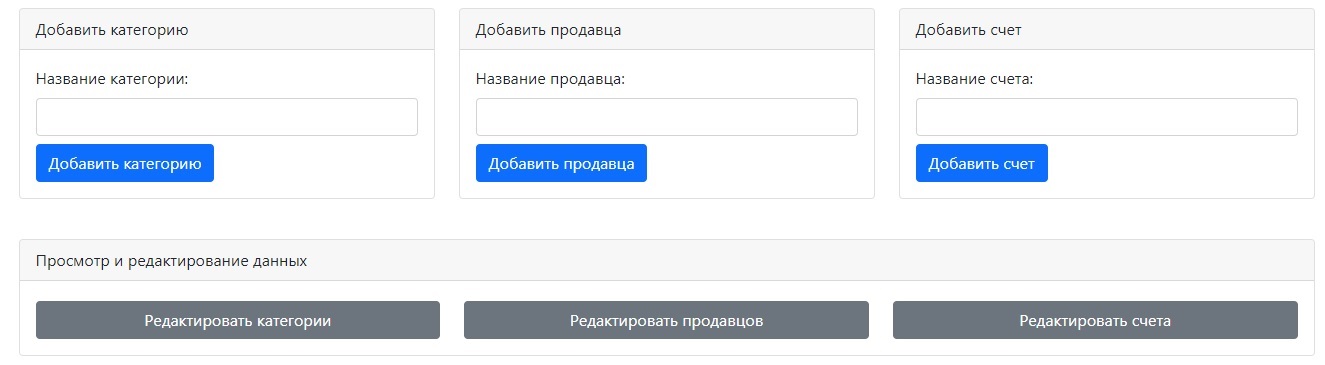 Добавить категорию
Название категории:
Добавить категорию
Добавить продавца
Название продавца:
Добавить продавца
Добавить счет
Название счета:
Добавить счет
Просмотр и редактирование данных
Редактировать категории
Редактировать продавцов
Редактировать счета